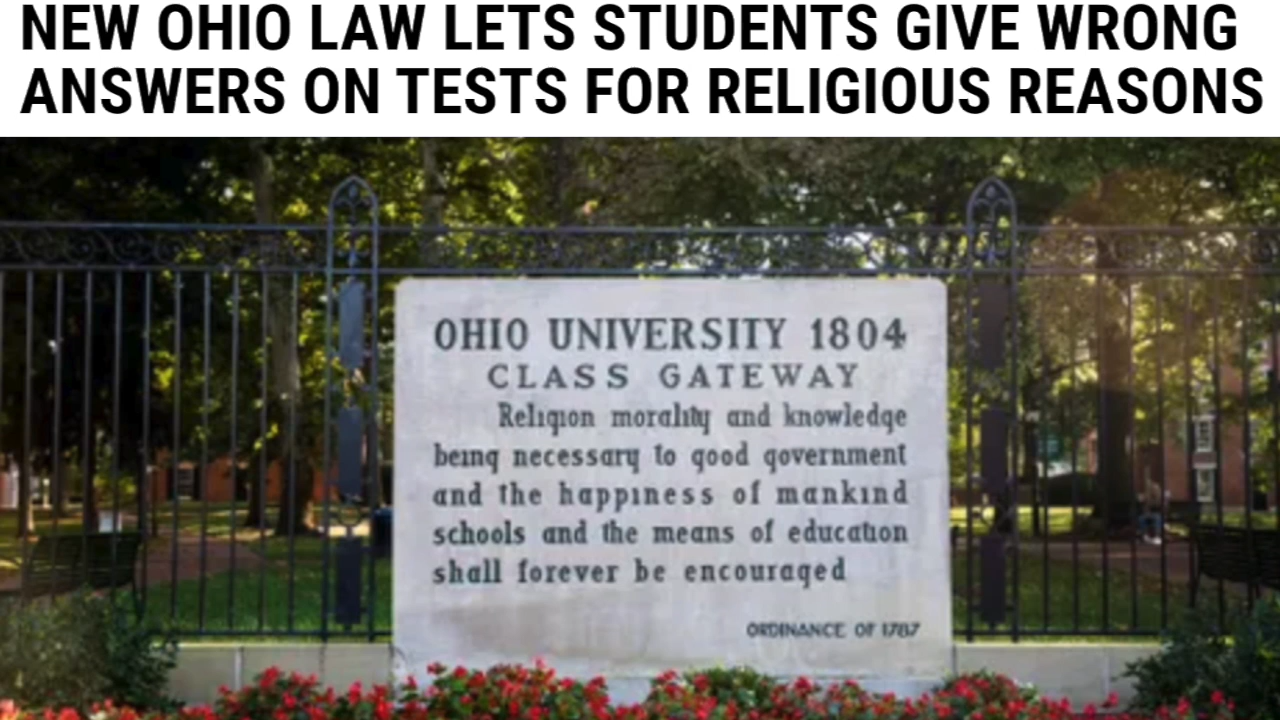 NEW OHIO LAW LETS STUDENTS GIVE WRONG
ANSWERS ON TESTS FOR RELIGIOUS REASONS
OHIO UNIVERSITY 1804
CLASS GATEWAY
Religion morality and knowledge
being necessary to good government
and the happiness of mankind
schools and the means of education
shall forever be encouraged
ORDINANCE OF 1787